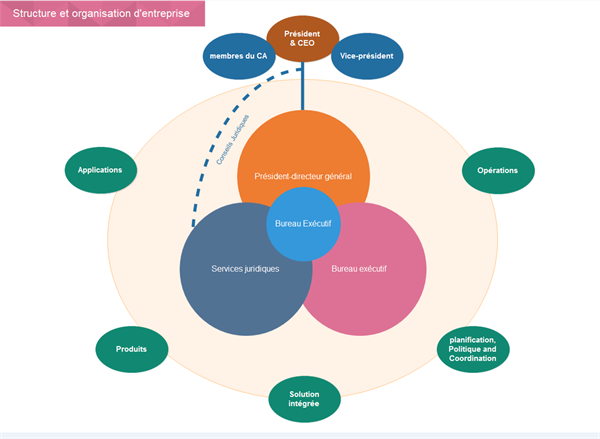 Structure et organisation d'entreprise
Président
& CEO
membres du CA
Vice-président
Conseils Juridiques
Applications
Opérations
Président-directeur général
Bureau Exécutif
Services juridiques
Bureau exécutif
Produits
planification,
Politique and
Coordination
Solution
intégrée